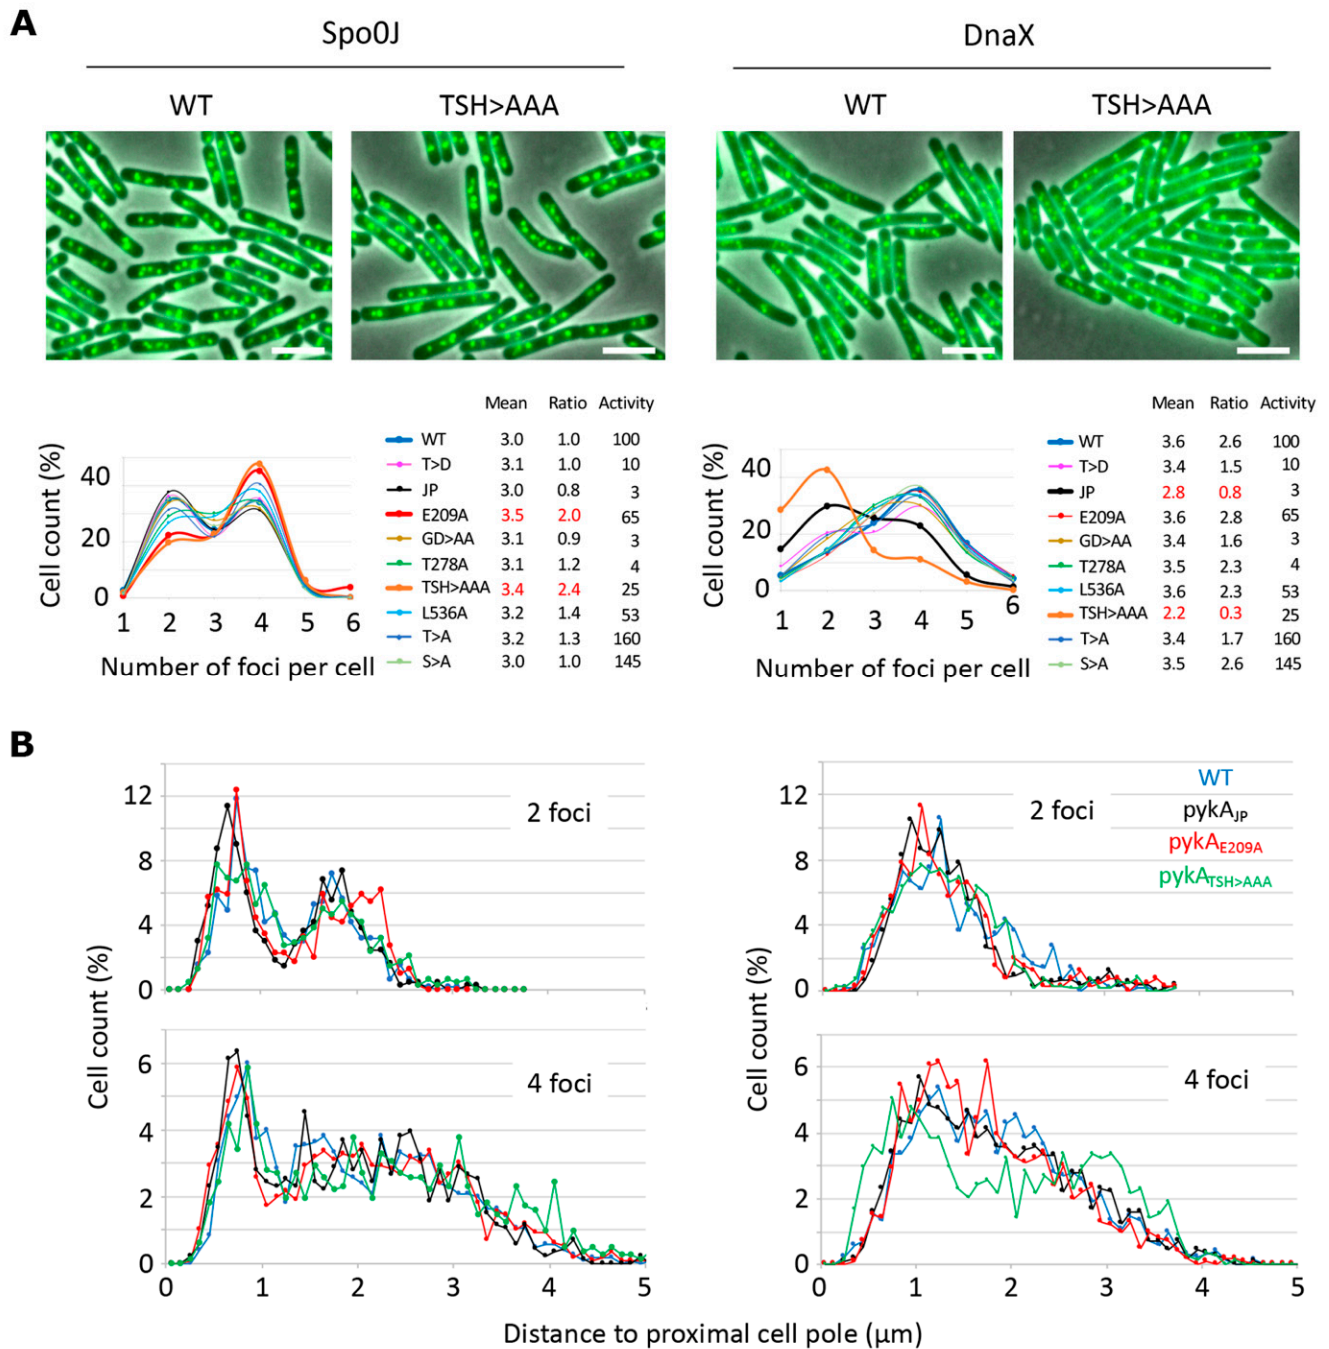 A
Spo0J
DnaX
WT
TSH>AAA
WT
TSH>AAA
Mean Ratio Activity
WT 3.0 1.0 100
T>D 3.1 1.0 10
JP 3.0 0.8 3
E209A 3.5 2.0 65
GD>AA 3.1 0.9 3
T278A 3.1 1.2 4
TSH>AAA 3.4 2.4 25
L536A 3.2 1.4 53
T>A 3.2 1.3 160
S>A 3.0 1.0 145
Cell count (%)
40
20
0
1 2 3 4 5 6
Number of foci per cell
Mean Ratio Activity
WT 3.6 2.6 100
T>D 3.4 1.5 10
JP 2.8 0.8 3
E209A 3.6 2.8 65
GD>AA 3.4 1.6 3
T278A 3.5 2.3 4
L536A 3.6 2.3 53
TSH>AAA 2.2 0.3 25
T>A 3.4 1.7 160
S>A 3.5 2.6 145
Cell count (%)
40
20
0
1 2 3 4 5 6
Number of foci per cell
B
2 foci
12
8
4
0
4 foci
6
4
2
0
0 1 2 3 4 5
Cell count (%)
2 foci
WT
pykAJP
pykAE209A
pykATSH>AAA
12
8
4
0
4 foci
6
4
2
0
0 1 2 3 4 5
Cell count (%)
Distance to proximal cell pole (µm)